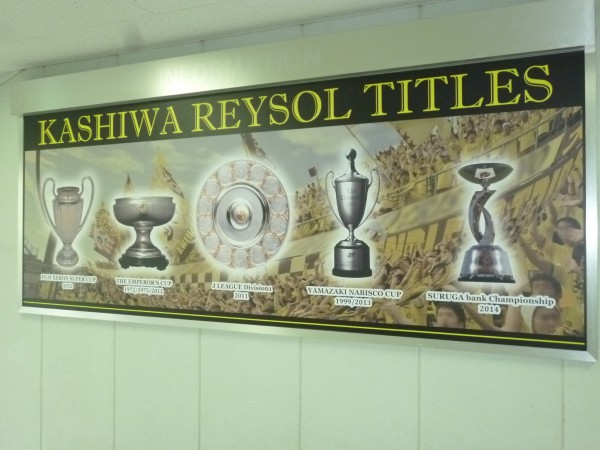 INFORMATION
KASHIWA REYSOL TITLES
FUJI XEROX SUPER CUP
2012
THE EMPEROR'S CUP
1972/1975/2012
J LEAGUE Division1
2011
YAMAZAKI NABISCO CUP
1999/2013
SURUGA bank Championship
2014